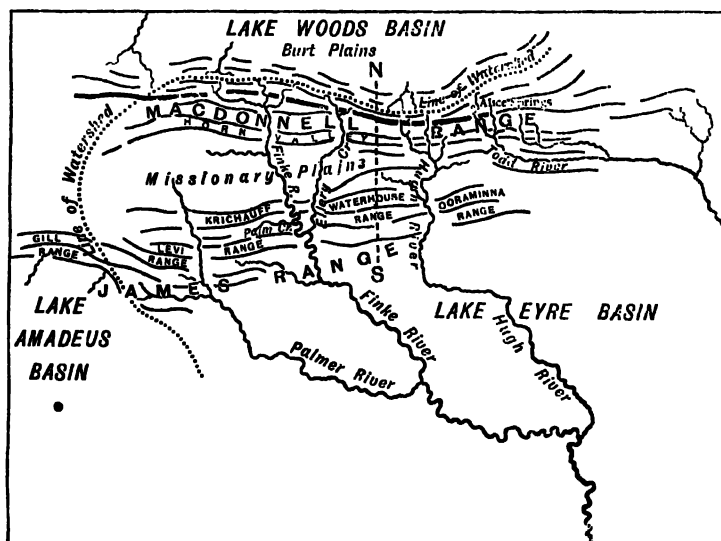 LAKE WOODS BASIN
Burt Plains
N
Line of Watershed
Alice Springs
MACDONNELL RANGE
HORN VALLEY
Todd River
Line of Watershed
Missionary Plains
Finke R.
Hugh River
KRICHAUFF
RANGE
Palm Cr.
WATERHOUSE
RANGE
OORAMINNA
RANGE
GILL
RANGE
LEVI
RANGE
JAMES RANGE
S
LAKE
AMADEUS
BASIN
Finke River
LAKE EYRE BASIN
Hugh River
Palmer River